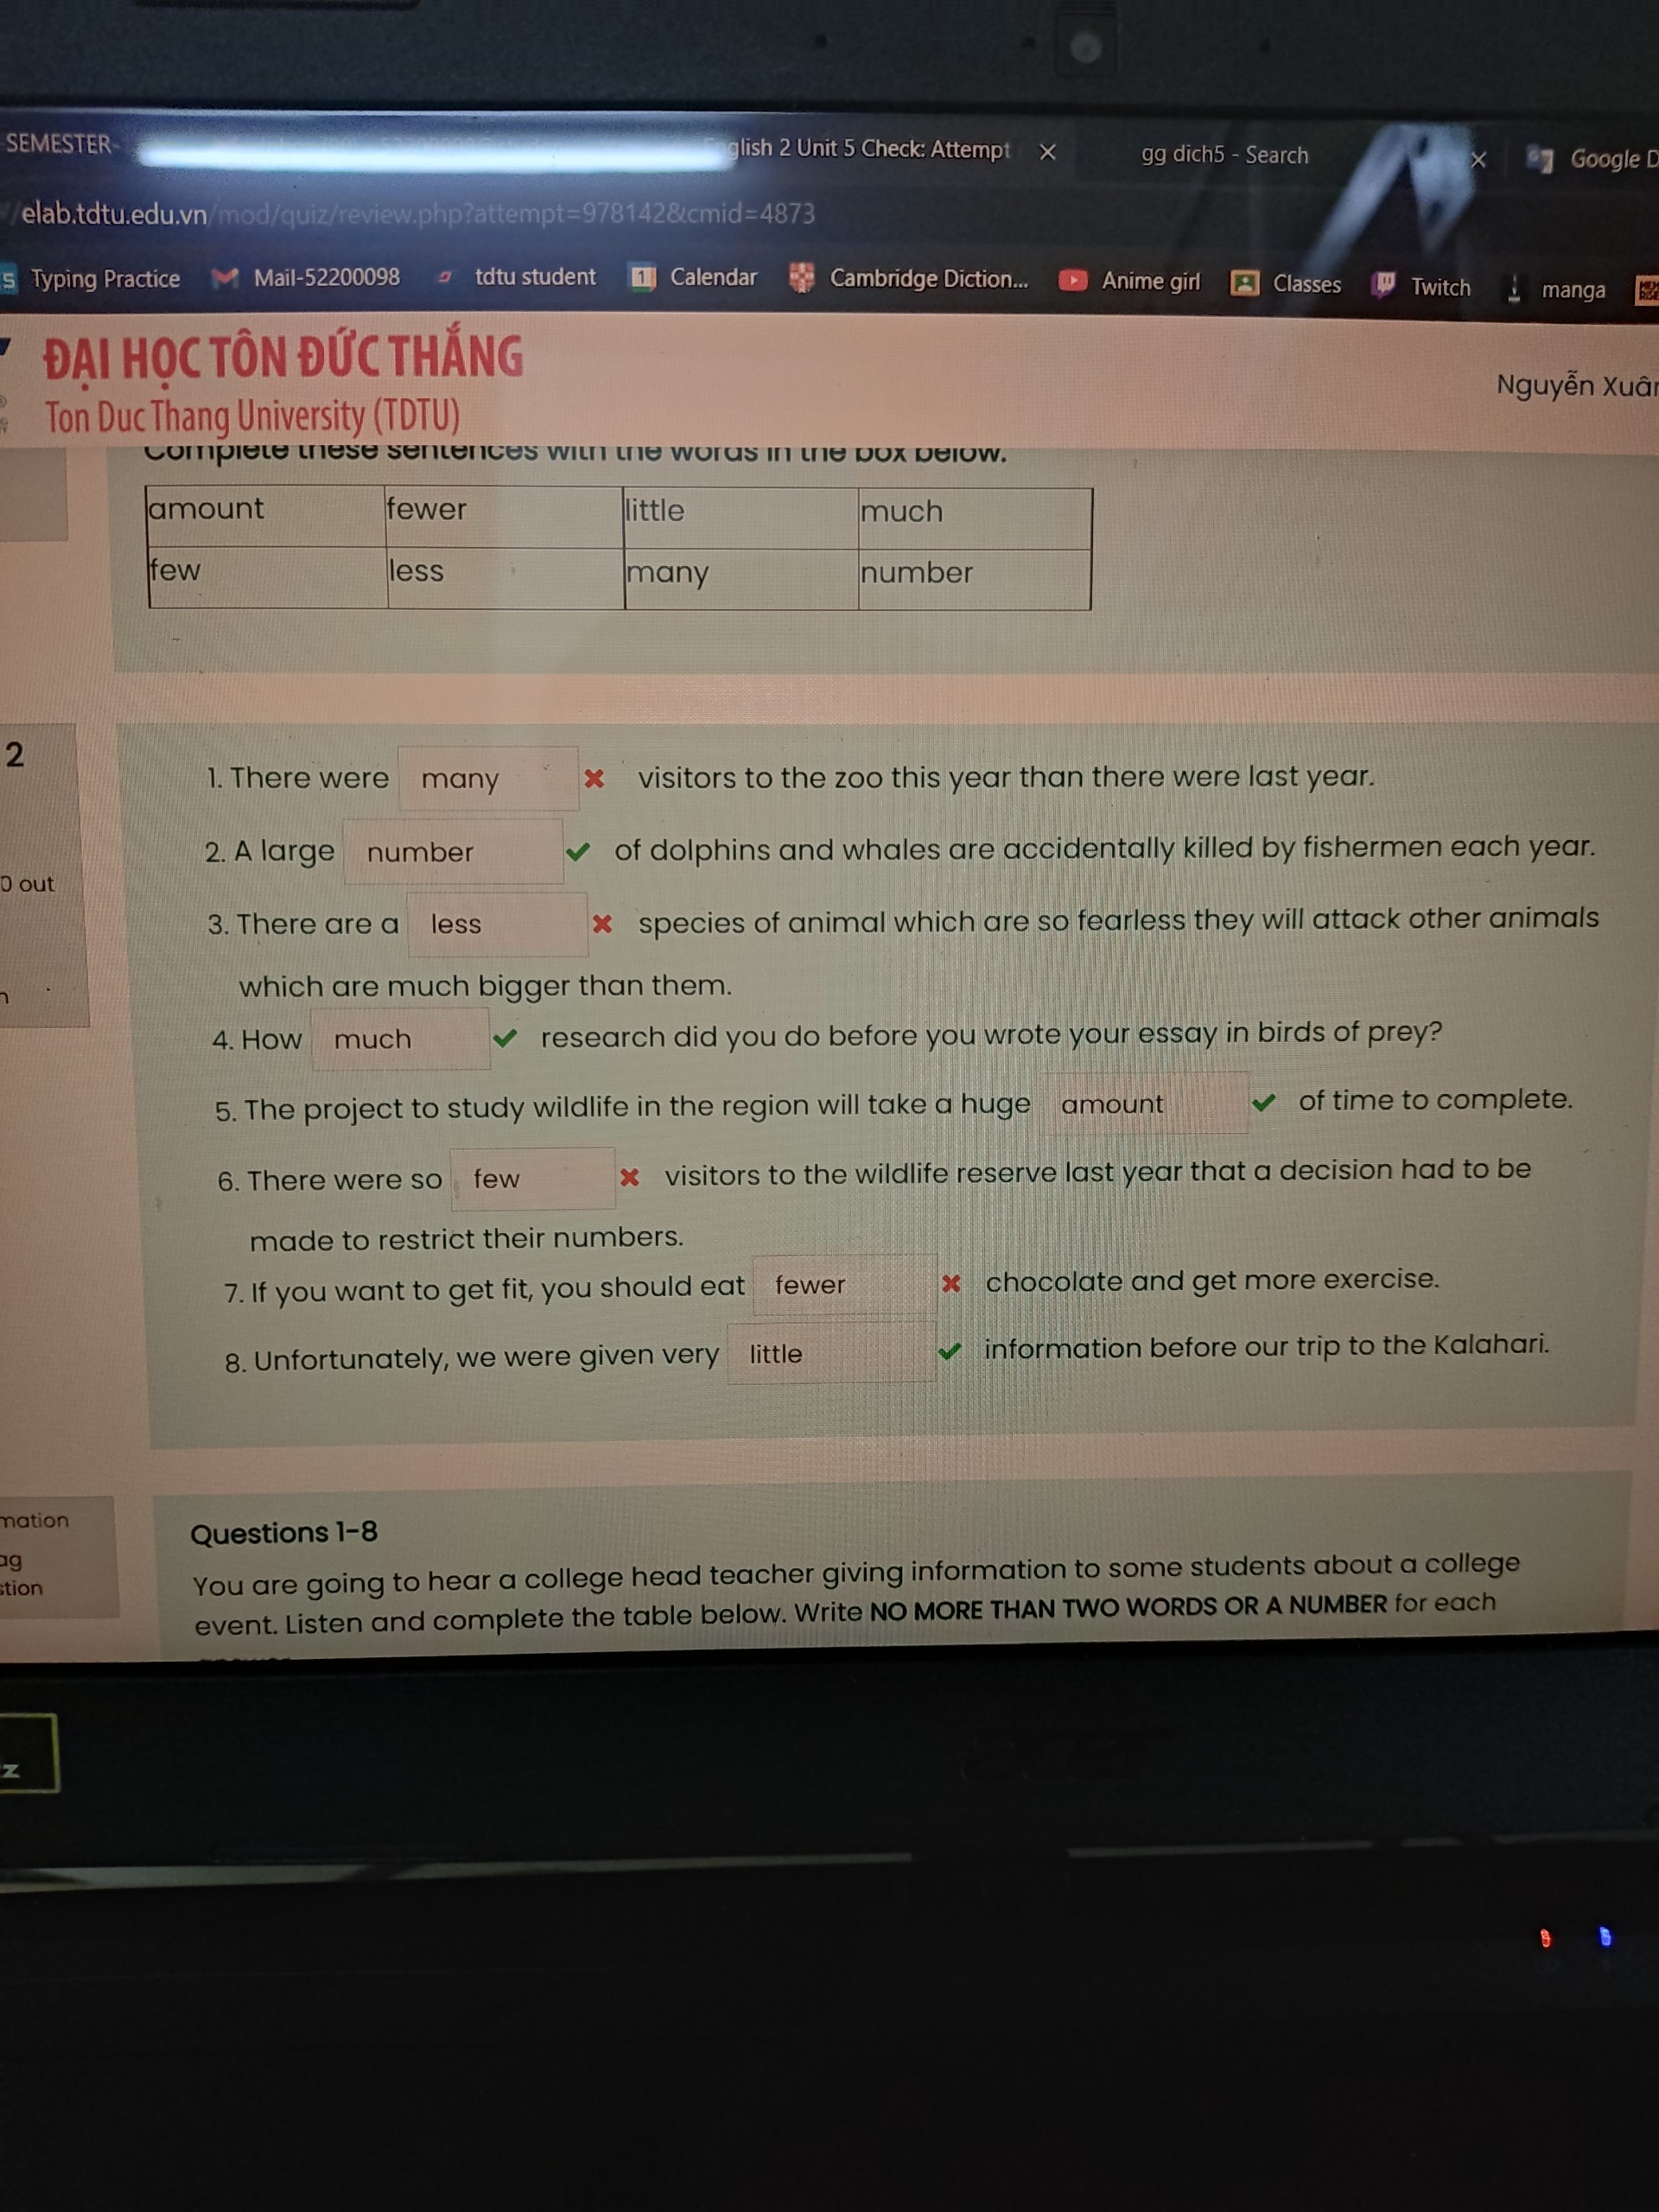 SEMESTER-
glish 2 Unit 5 Check: Attempt
gg dich5 - Search
Google D
elab.tdtu.edu.vn/mod/quiz/review.php?attempt=978142&cmid=4873
Typing Practice Mail-52200098 tdtu student Calendar Cambridge Diction... Anime girl Classes Twitch manga
ĐẠI HỌC TÔN ĐỨC THẮNG
Ton Duc Thang University (TDTU)
Nguyễn Xuân
Complete these sentences with the words in the box below.
amount fewer little much
few less many number
2
0 out
1. There were many visitors to the zoo this year than there were last year.
2. A large number of dolphins and whales are accidentally killed by fishermen each year.
3. There are a less species of animal which are so fearless they will attack other animals
which are much bigger than them.
4. How much research did you do before you wrote your essay in birds of prey?
5. The project to study wildlife in the region will take a huge amount of time to complete.
6. There were so few visitors to the wildlife reserve last year that a decision had to be
made to restrict their numbers.
7. If you want to get fit, you should eat fewer chocolate and get more exercise.
8. Unfortunately, we were given very little information before our trip to the Kalahari.
mation
ag
stion
Questions 1-8
You are going to hear a college head teacher giving information to some students about a college
event. Listen and complete the table below. Write NO MORE THAN TWO WORDS OR A NUMBER for each
z